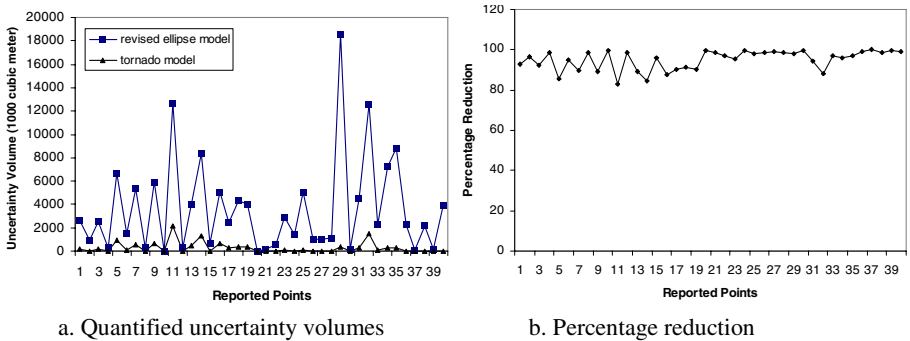 20000
18000
16000
14000
12000
10000
8000
6000
4000
2000
0
Uncertainty Volume (1000 cubic meter)
revised ellipse model
tornado model
1 3 5 7 9 11 13 15 17 19 21 23 25 27 29 31 33 35 37 39
Reported Points
a. Quantified uncertainty volumes
120
100
80
60
40
20
0
Percentage Reduction
1 3 5 7 9 11 13 15 17 19 21 23 25 27 29 31 33 35 37 39
Reported Points
b. Percentage reduction